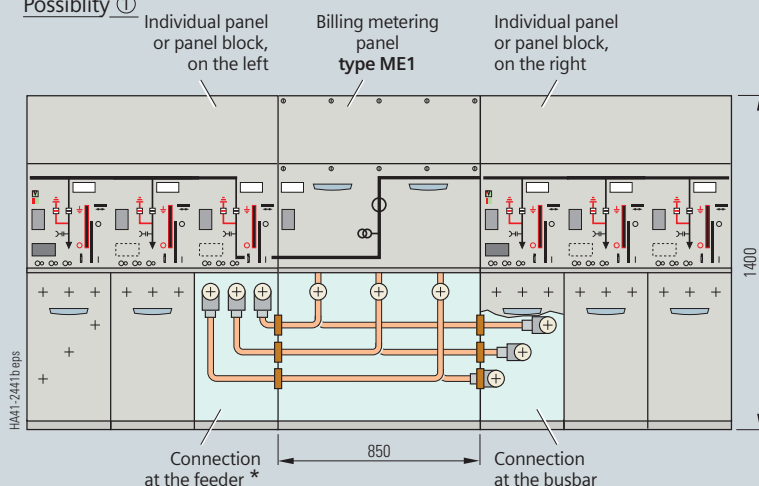 Possiblity ①
Individual panel
or panel block,
on the left
Billing metering
panel
type ME1
Individual panel
or panel block,
on the right
1400
HA41-2441b eps
850
Connection
at the feeder *
Connection
at the busbar